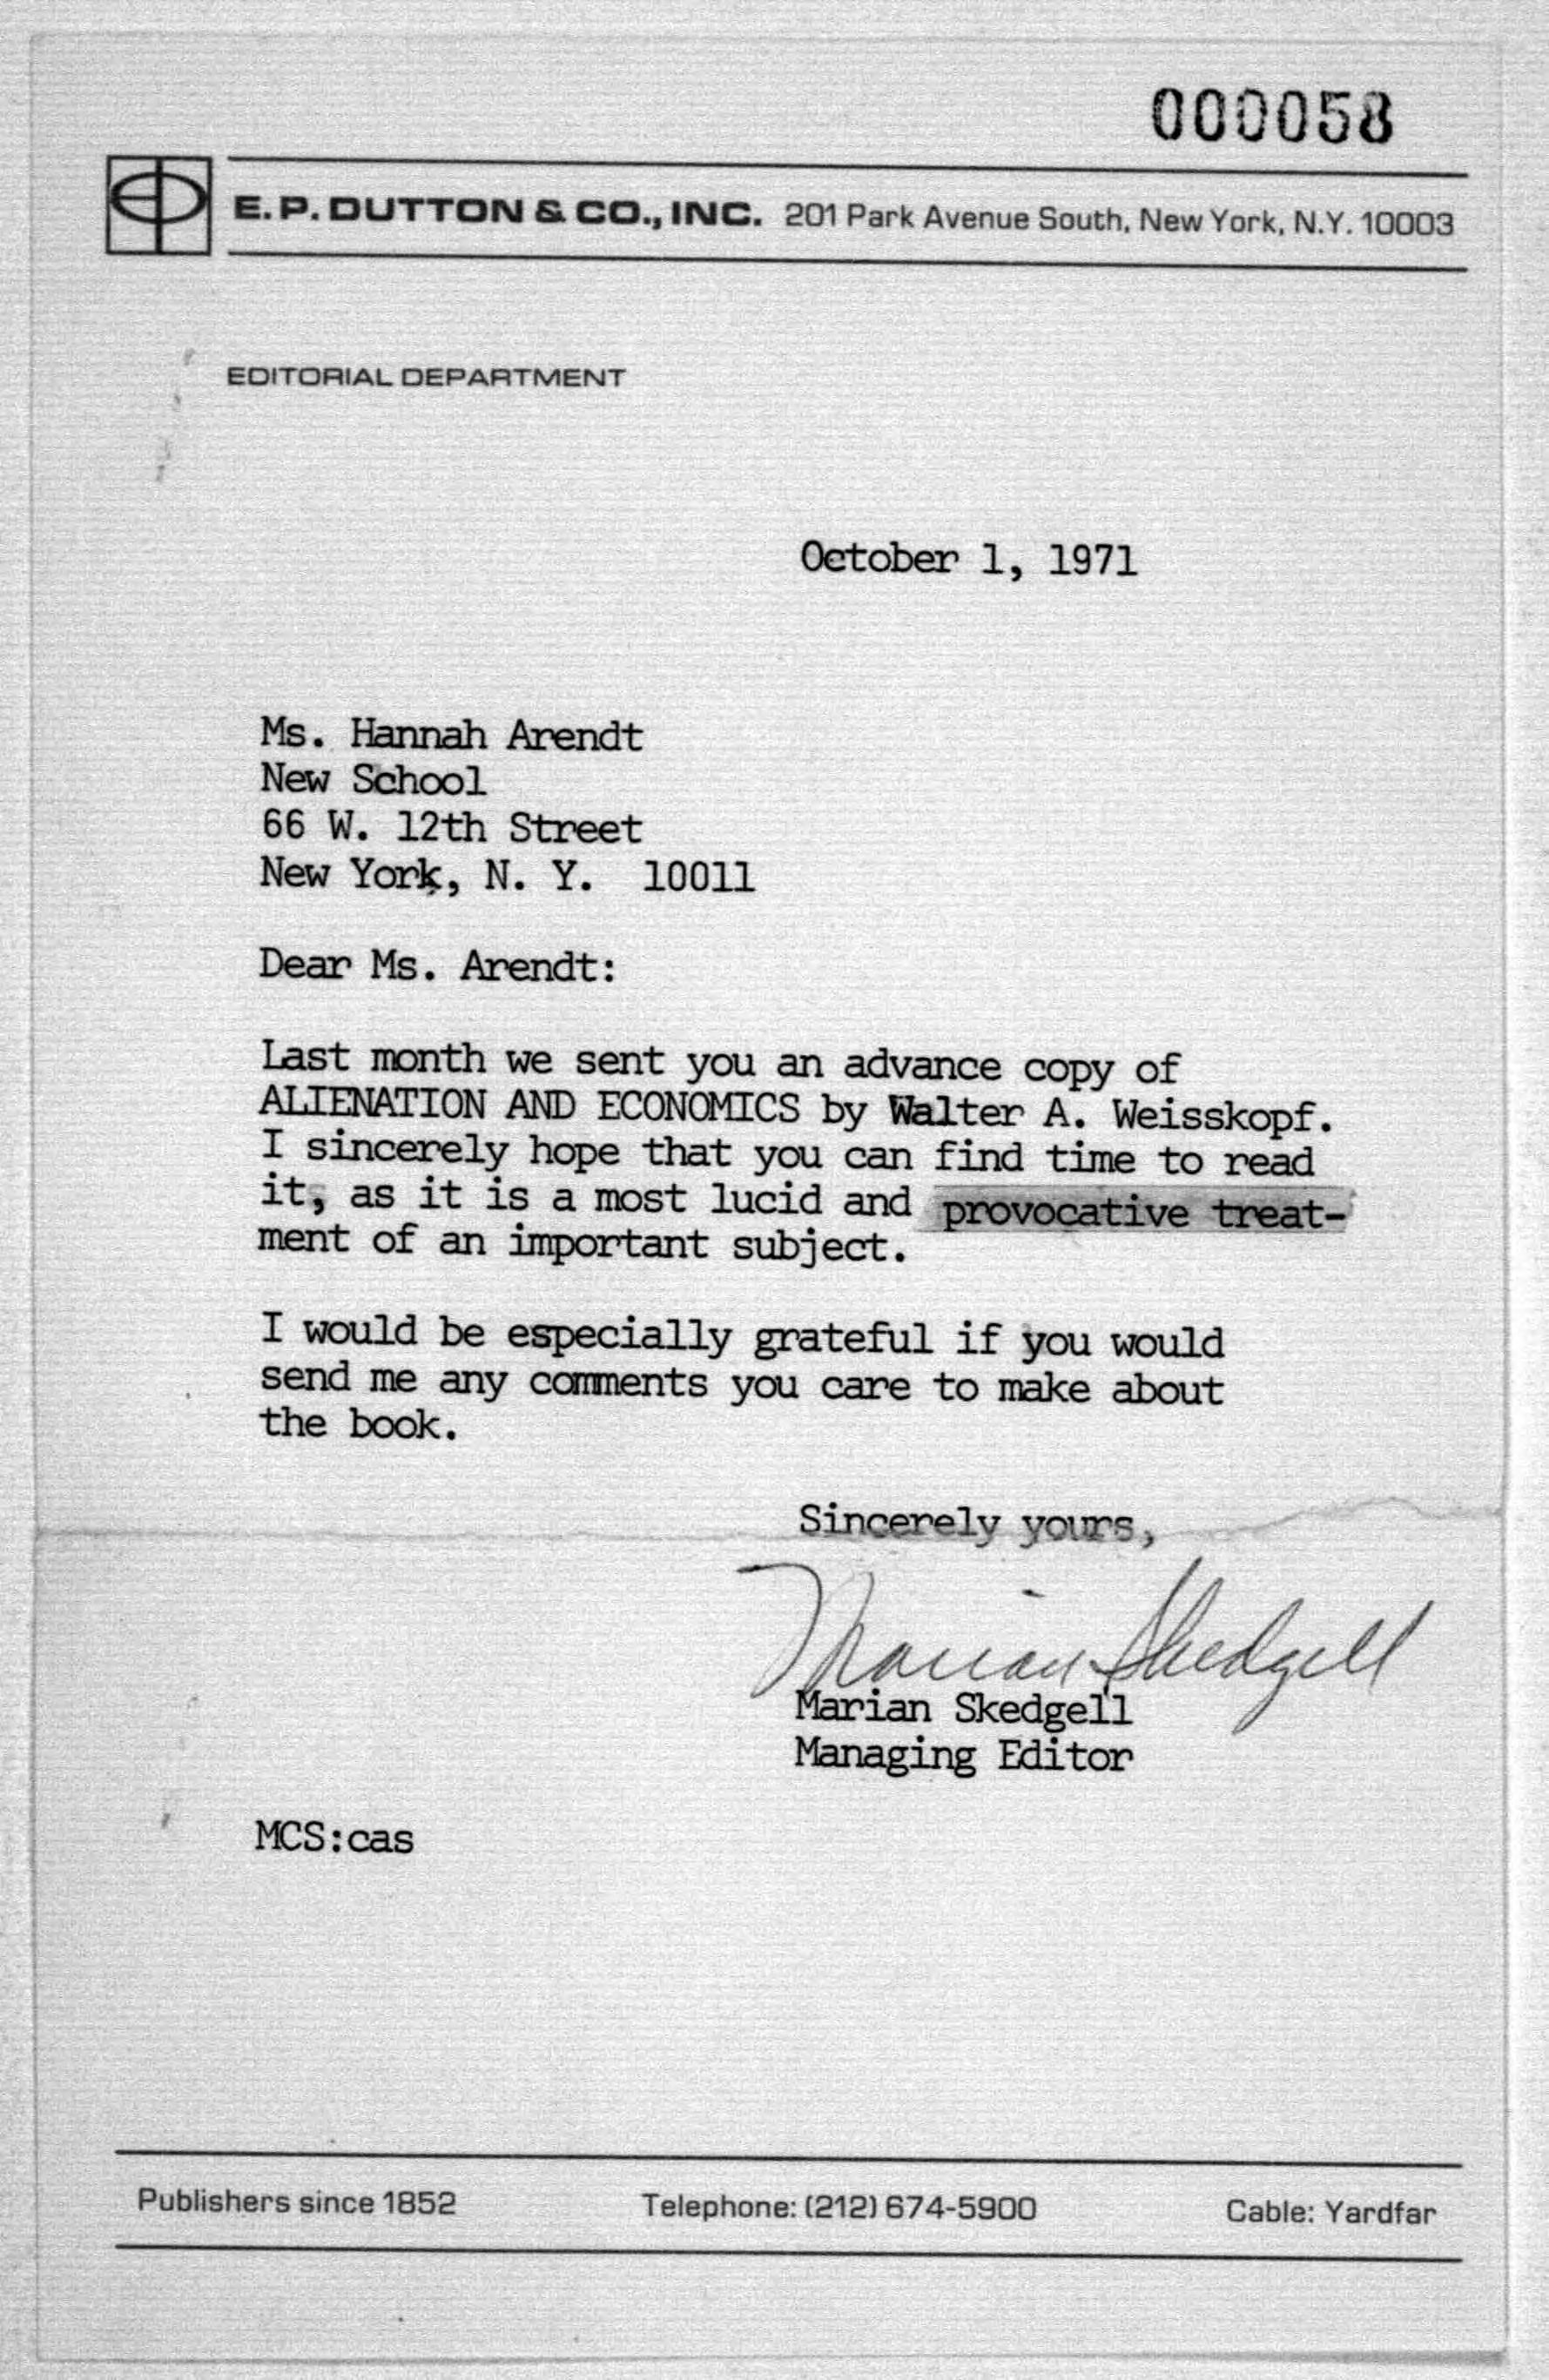 000058
E.P. DUTTON & CO., INC. 201 Park Avenue South, New York, N.Y. 10003
EDITORIAL DEPARTMENT
October 1, 1971
Ms. Hannah Arendt
New School
66 W. 12th Street
New York, N. Y. 10011
Dear Ms. Arendt:
Last month we sent you an advance copy of
ALIENATION AND ECONOMICS by Walter A. Weisskopf.
I sincerely hope that you can find time to read
it, as it is a most lucid and provocative treat-
ment of an important subject.
I would be especially grateful if you would
send me any comments you care to make about
the book.
Sincerely yours,
Marian Skedgell
Marian Skedgell
Managing Editor
MCS:cas
Publishers since 1852 Telephone: (212) 674-5900 Cable: Yardfar